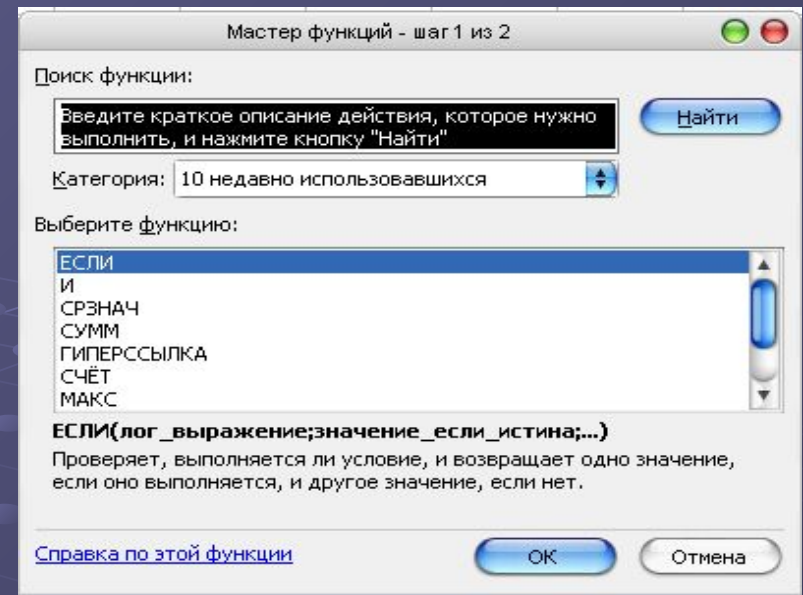 Мастер функций - шаг 1 из 2
Поиск функции:
Введите краткое описание действия, которое нужно
выполнить, и нажмите кнопку "Найти"
Найти
Категория: 10 недавно использовавшихся
Выберите функцию:
ЕСЛИ
И
СРЗНАЧ
СУММ
ГИПЕРССЫЛКА
СЧЁТ
МАКС
ЕСЛИ(лог_выражение;значение_если_истина;...)
Проверяет, выполняется ли условие, и возвращает одно значение,
если оно выполняется, и другое значение, если нет.
Справка по этой функции
ОК
Отмена